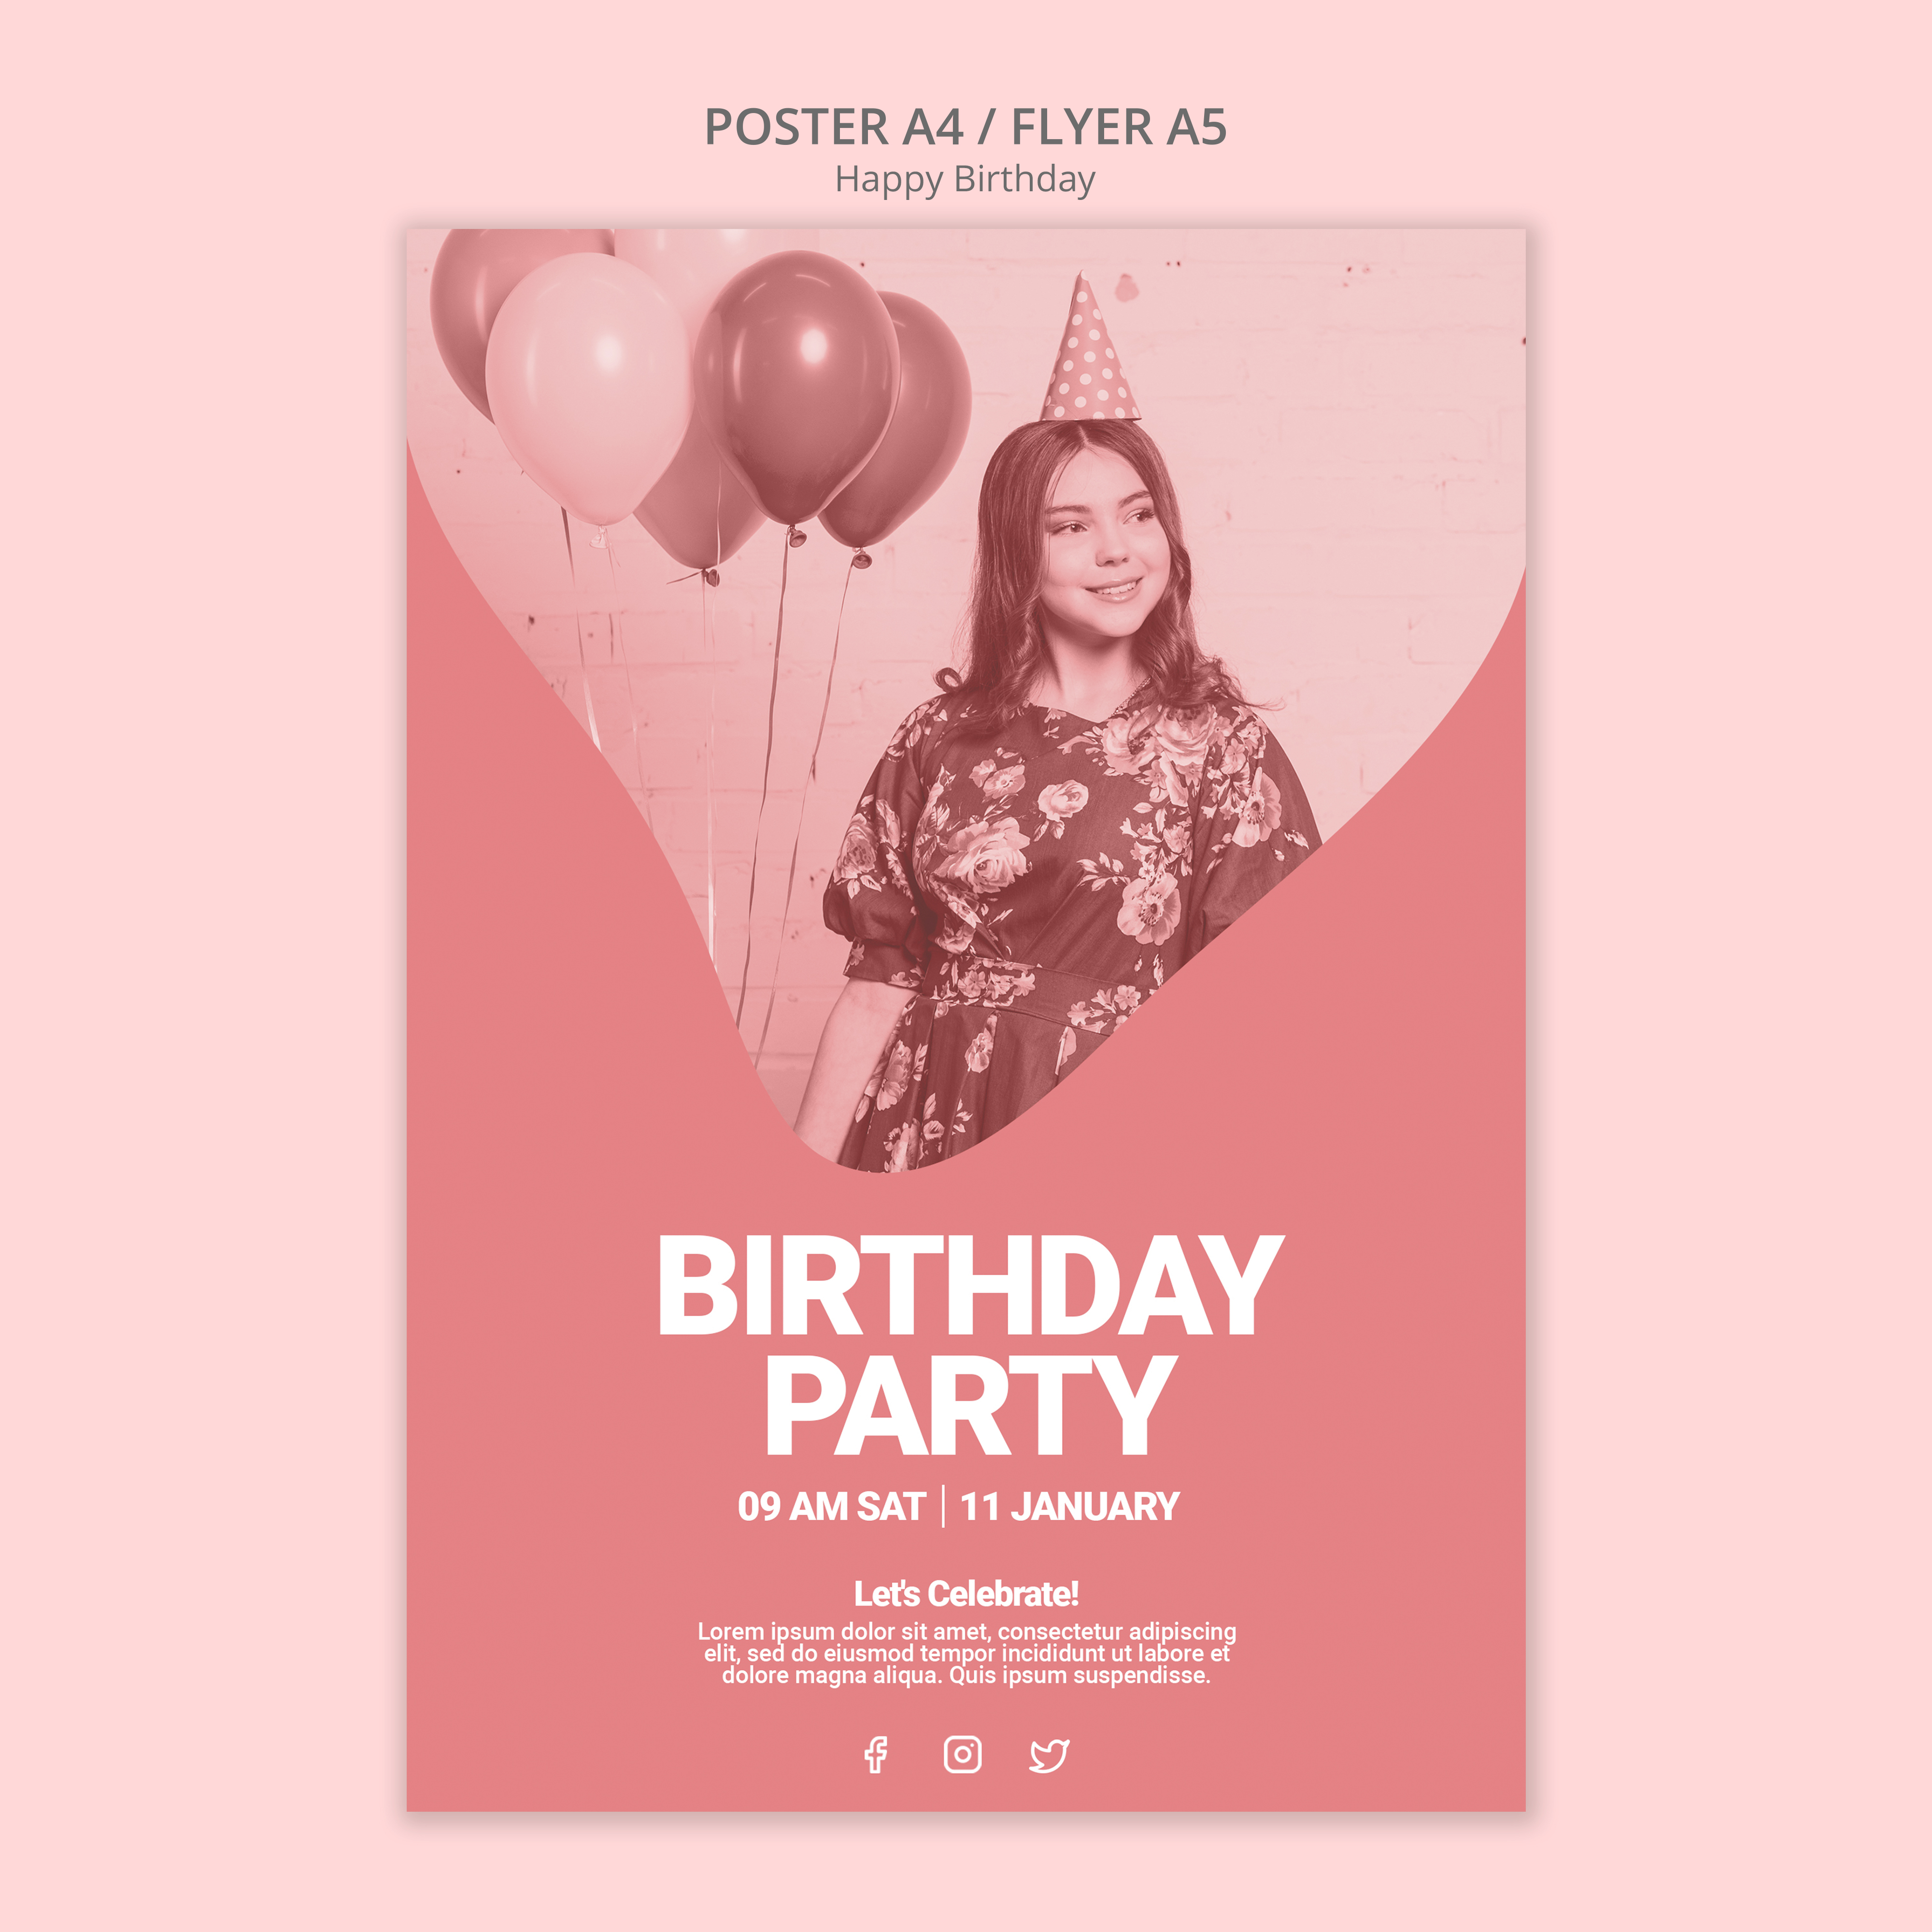 POSTER A4 / FLYER A5
Happy Birthday
BIRTHDAY
PARTY
09 AM SAT | 11 JANUARY
Let's Celebrate!
Lorem ipsum dolor sit amet, consectetur adipiscing
elit, sed do eiusmod tempor incididunt ut labore et
dolore magna aliqua. Quis ipsum suspendisse.